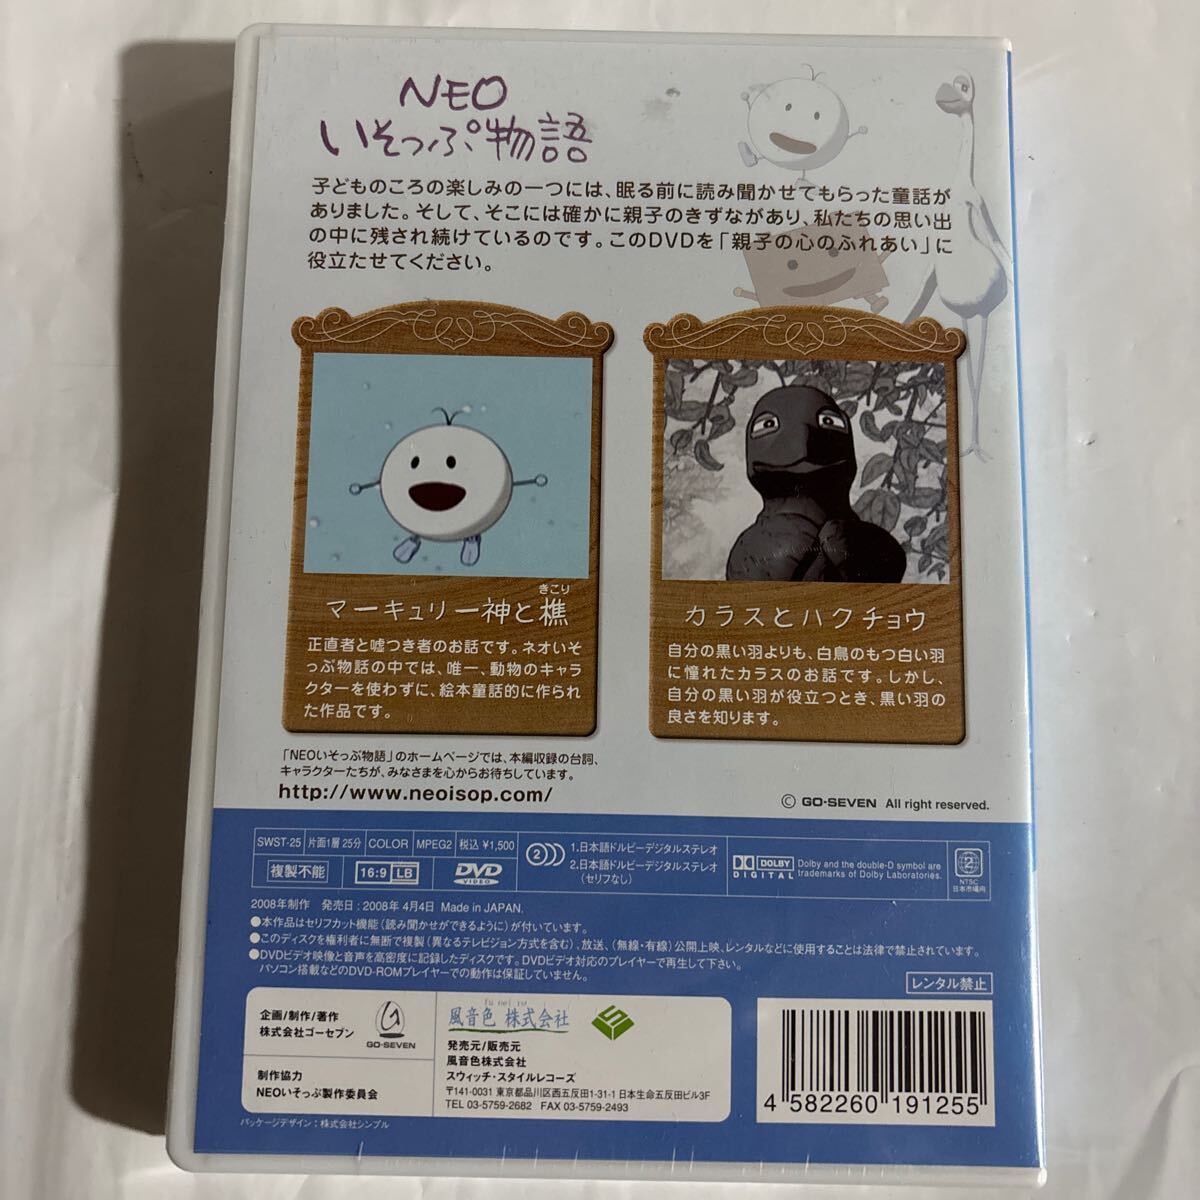 NEO
いそっぷ物語
子どものころの楽しみの一つには、眠る前に読み聞かせてもらった童話が
ありました。そして、そこには確かに親子のきずながあり、私たちの思い出
の中に残され続けているのです。このDVDを「親子の心のふれあい」に
役立たせてください。
きこり
マーキュリー神と樵
正直者と嘘つき者のお話です。ネオいそ
っぷ物語の中では、唯一、動物のキャラ
クターを使わずに、絵本童話的に作られ
た作品です。
カラスとハクチョウ
自分の黒い羽よりも、白鳥のもつ白い羽
に憧れたカラスのお話です。しかし、
自分の黒い羽が役立つとき、黒い羽の
良さを知ります。
「NEOいそっぷ物語」のホームページでは、本編収録の台詞、
キャラクターたちが、みなさまを心からお待ちしています。
http://www.neoisop.com/
© GO-SEVEN All right reserved.
SWST-25 片面1層 25分 COLOR MPEG2 税込 ¥1,500
複製不能 16:9 LB DVD VIDEO
2 1.日本語ドルビーデジタルステレオ
2.日本語ドルビーデジタルステレオ
(セリフなし)
DOLBY DIGITAL
Dolby and the double-D symbol are
trademarks of Dolby Laboratories.
2
NTSC
日本市場向
2008年制作 発売日：2008年 4月4日 Made in JAPAN.
●本作品はセリフカット機能（読み聞かせができるように）が付いています。
●このディスクを権利者に無断で複製（異なるテレビジョン方式を含む）、放送、（無線・有線）公開上映、レンタルなどに使用することは法律で禁止されています。
●DVDビデオ映像と音声を高密度に記録したディスクです。DVDビデオ対応のプレイヤーで再生して下さい。
パソコン搭載などのDVD-ROMプレイヤーでの動作は保証していません。
レンタル禁止
企画/制作/著作
株式会社ゴーセブン
GO-SEVEN
制作協力
NEOいそっぷ製作委員会
風音色 株式会社
発売元/販売元
風音色株式会社
スウィッチ・スタイルレコーズ
〒141-0031 東京都品川区西五反田1-31-1 日本生命五反田ビル3F
TEL 03-5759-2682 FAX 03-5759-2493
4 582260 191255
パッケージデザイン：株式会社シンプル